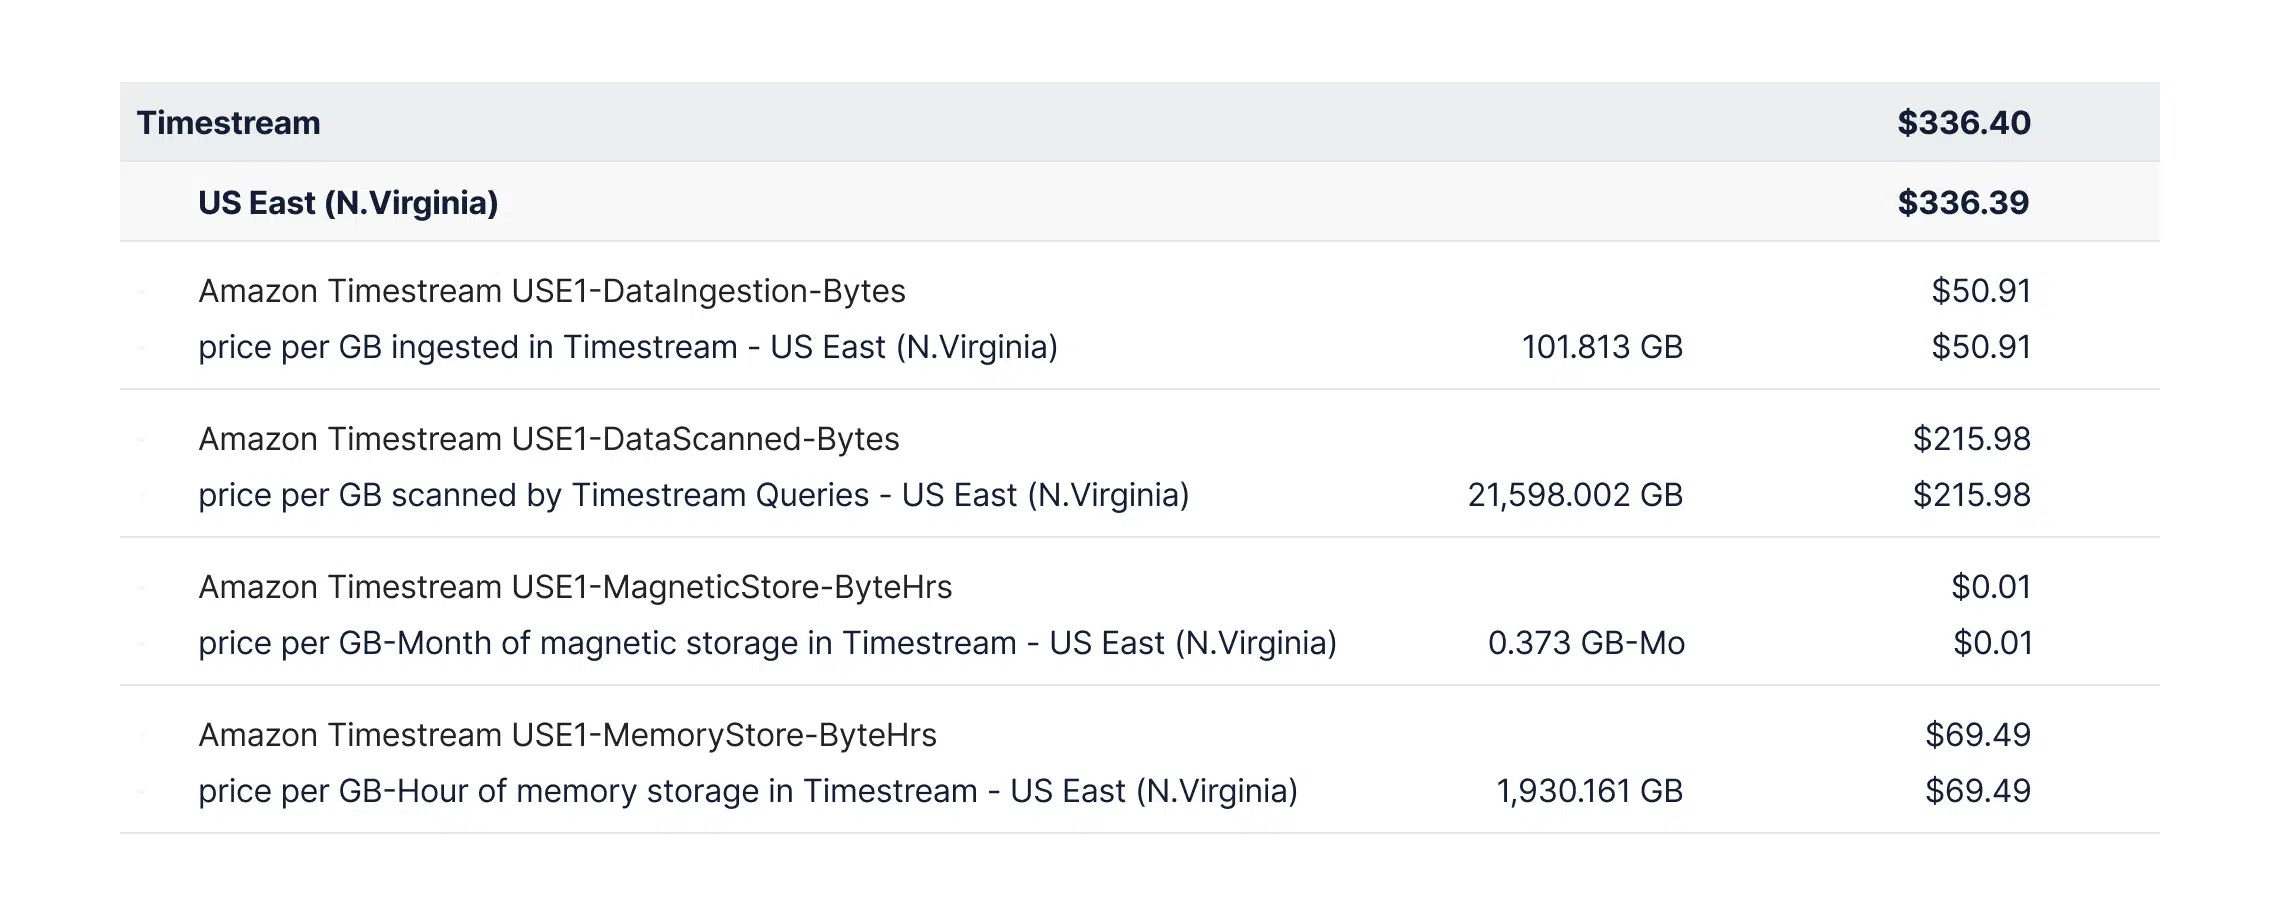 Timestream $336.40
US East (N.Virginia) $336.39
Amazon Timestream USE1-DataIngestion-Bytes $50.91
price per GB ingested in Timestream - US East (N.Virginia) 101.813 GB $50.91
Amazon Timestream USE1-DataScanned-Bytes $215.98
price per GB scanned by Timestream Queries - US East (N.Virginia) 21,598.002 GB $215.98
Amazon Timestream USE1-MagneticStore-ByteHrs $0.01
price per GB-Month of magnetic storage in Timestream - US East (N.Virginia) 0.373 GB-Mo $0.01
Amazon Timestream USE1-MemoryStore-ByteHrs $69.49
price per GB-Hour of memory storage in Timestream - US East (N.Virginia) 1,930.161 GB $69.49